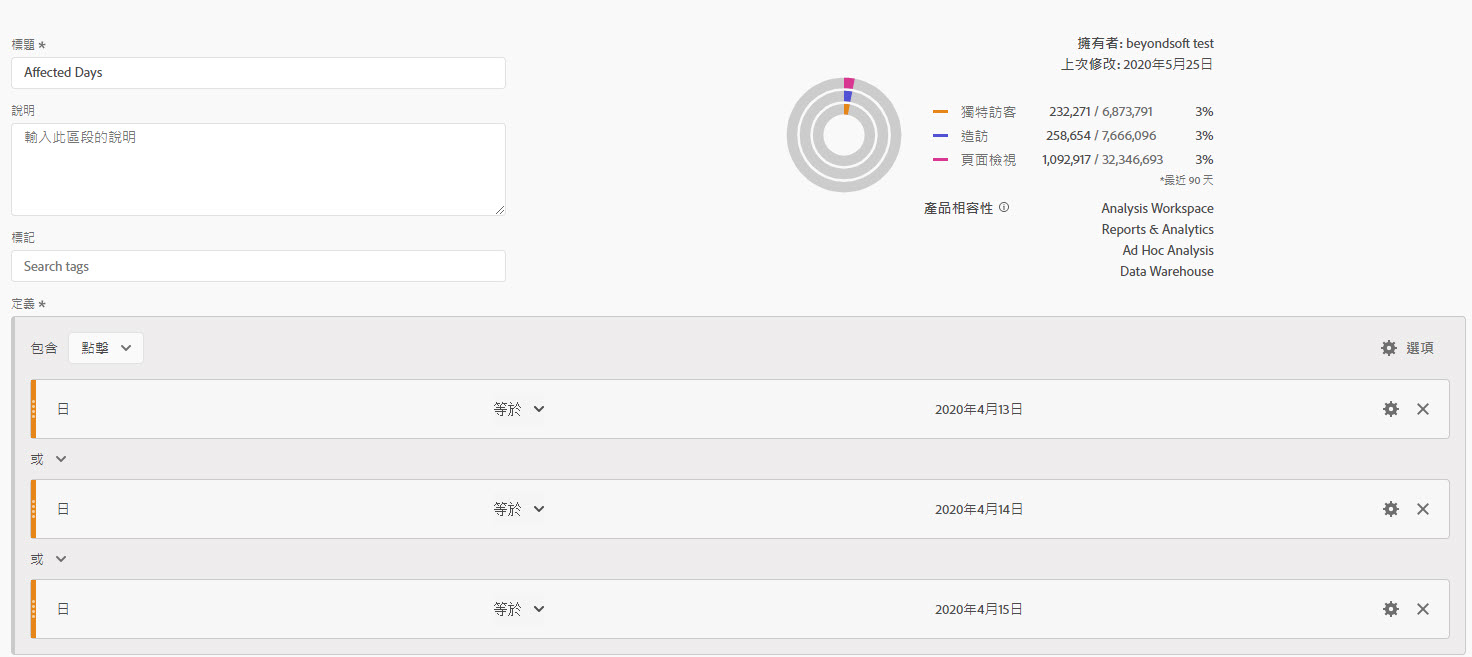 標題 *
Affected Days
說明
輸入此區段的說明
標記
Search tags
擁有者: beyondsoft test
上次修改: 2020年5月25日
獨特訪客 232,271 / 6,873,791 3%
造訪 258,654 / 7,666,096 3%
頁面檢視 1,092,917 / 32,346,693 3%
*最近 90 天
產品相容性 Analysis Workspace
Reports & Analytics
Ad Hoc Analysis
Data Warehouse
定義 *
包含 點擊 選項
日 等於 2020年4月13日
或
日 等於 2020年4月14日
或
日 等於 2020年4月15日